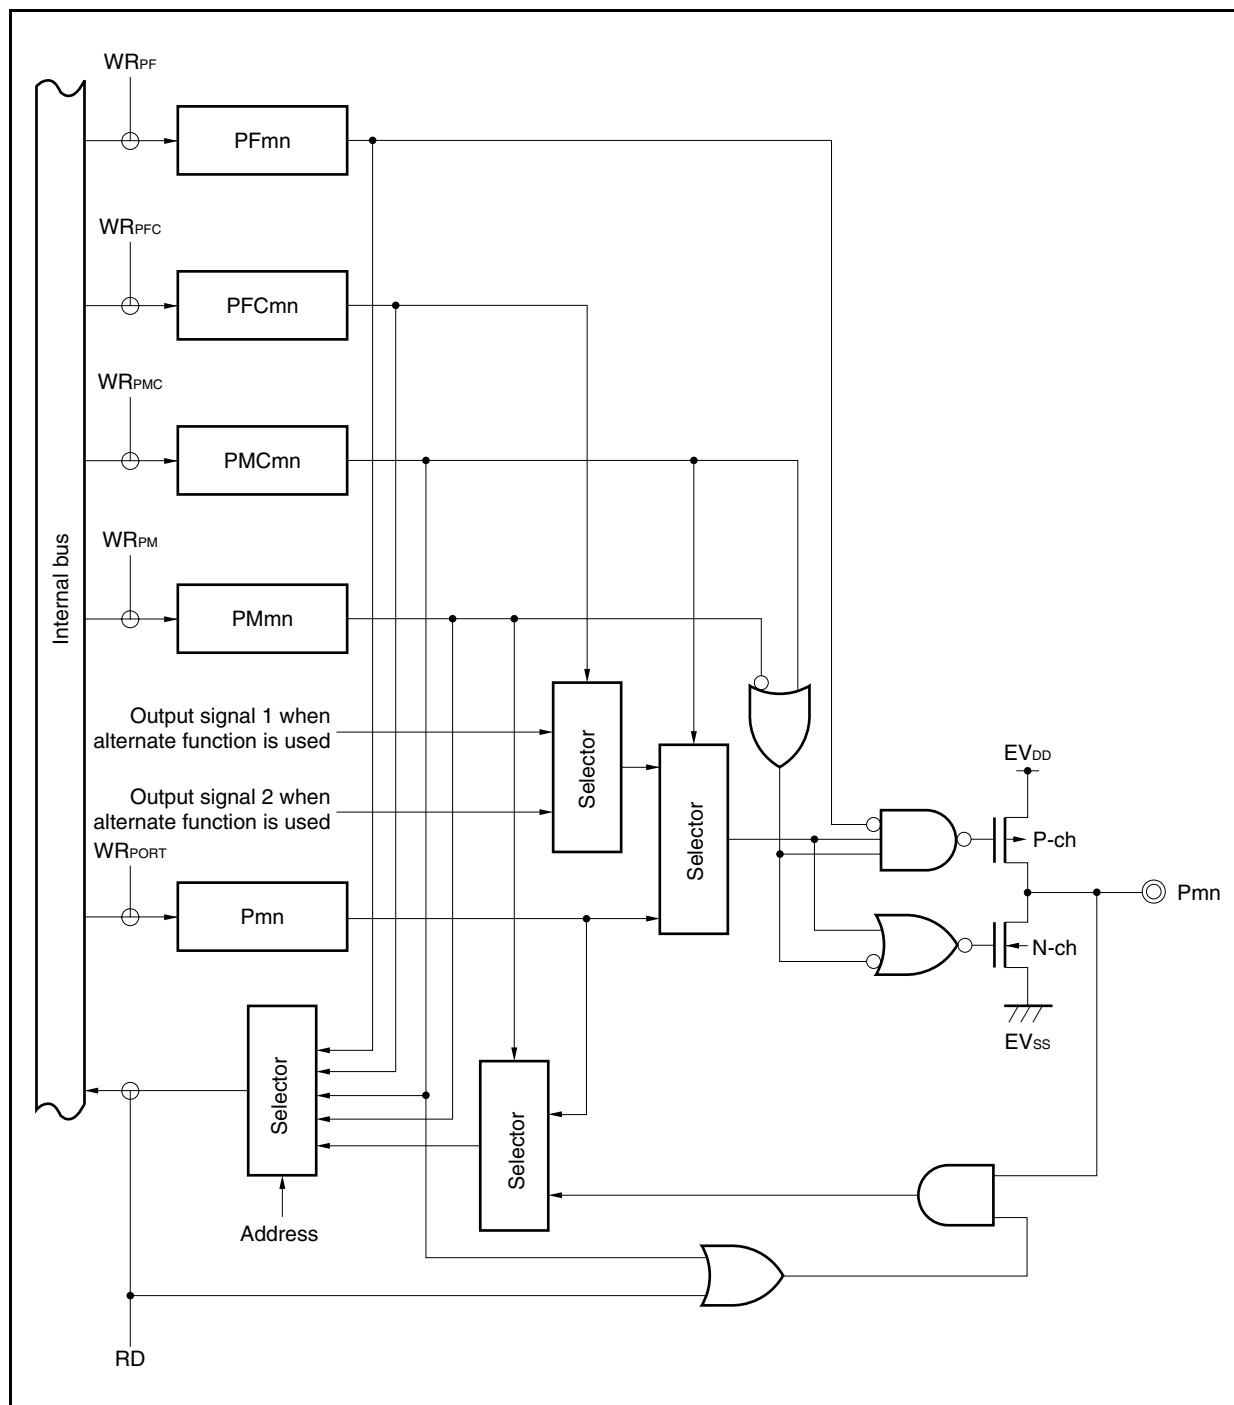 WRPF
PFmn
WRPFC
PFCmn
WRPMC
PMCmn
WRPM
PMmn
Internal bus
Output signal 1 when
alternate function is used
Selector
Output signal 2 when
alternate function is used
Selector
WRPORT
Pmn
EVDD
P-ch
Pmn
N-ch
EVSS
Selector
Selector
Address
RD